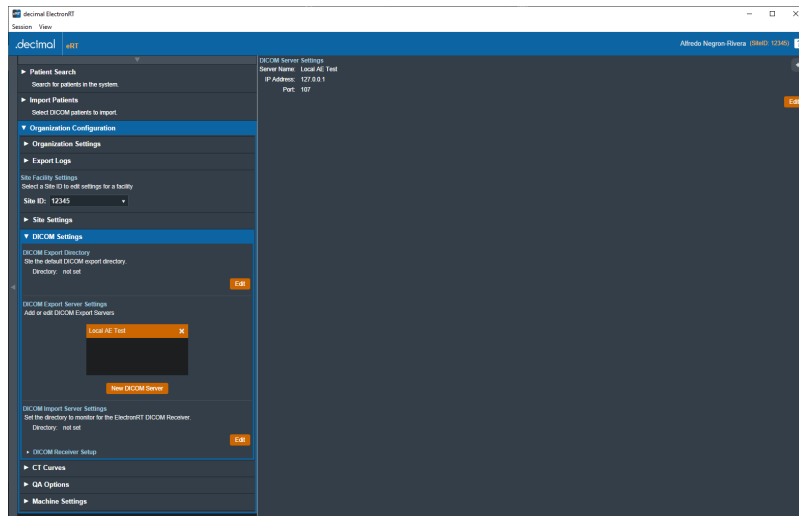 decimal ElectronRT
Session View
.decimal eRT
Alfredo Negron-Rivera (SiteID: 12345)
Patient Search
Search for patients in the system.
Import Patients
Select DICOM patients to import.
Organization Configuration
Organization Settings
Export Logs
Site Facility Settings
Select a Site ID to edit settings for a facility
Site ID: 12345
Site Settings
DICOM Settings
DICOM Export Directory
Ste the default DICOM export directory.
Directory: not set
Edit
DICOM Export Server Settings
Add or edit DICOM Export Servers
Local AE Test
New DICOM Server
DICOM Import Server Settings
Set the directory to monitor for the ElectronRT DICOM Receiver.
Directory: not set
Edit
DICOM Receiver Setup
CT Curves
QA Options
Machine Settings
DICOM Server Settings
Server Name: Local AE Test
IP Address: 127.0.0.1
Port: 107
Edit